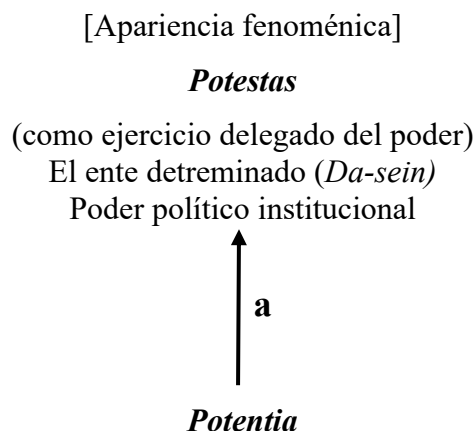 [Apariencia fenoménica]
Potestas
(como ejercicio delegado del poder)
El ente detreminado (Da-sein)
Poder político institucional
a
Potentia